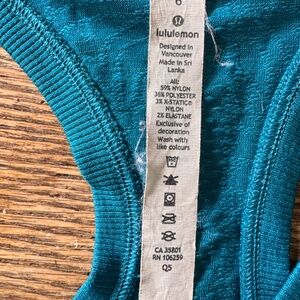 6
lululemon
Designed in
Vancouver
Made in Sri
Lanka
All:
59% NYLON
36% POLYESTER
3% X-STATIC®
NYLON
2% ELASTANE
Exclusive of
decoration
Wash with
like colours
CA 35801
RN 106259
Q5